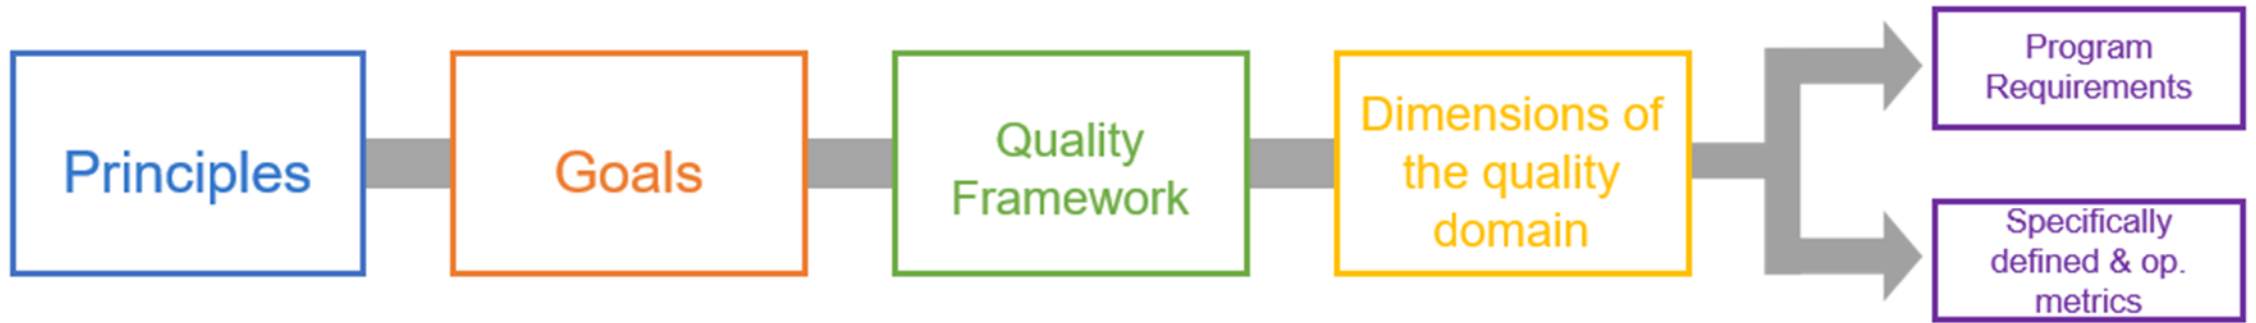 Principles
Goals
Quality
Framework
Dimensions of
the quality
domain
Program
Requirements
Specifically
defined & op.
metrics